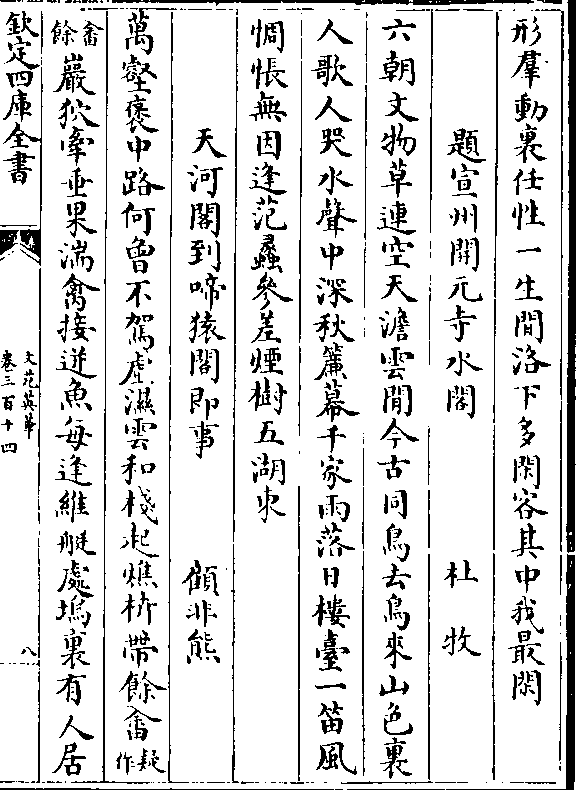 形羣動裏任性一生間洛下多閑客其中我最閑
題宣州開元寺水閣 杜牧
六朝文物草連空天澹雲閒今古同鳥去鳥來山色裏
人歌人哭水聲中深秋簾幕千家雨落日樓臺一笛風
惆悵無因逢范蠡參差煙樹五湖東
天河閣到啼猿閣即事 顧非熊
萬壑褒中路何曾不架虛濕雲和棧起燋枿帶餘畬疑作
畬餘巖狖牽垂果湍禽接迸魚每逢維艇處塢裏有人居
欽定四庫全書
文苑英華
卷三百十四
八